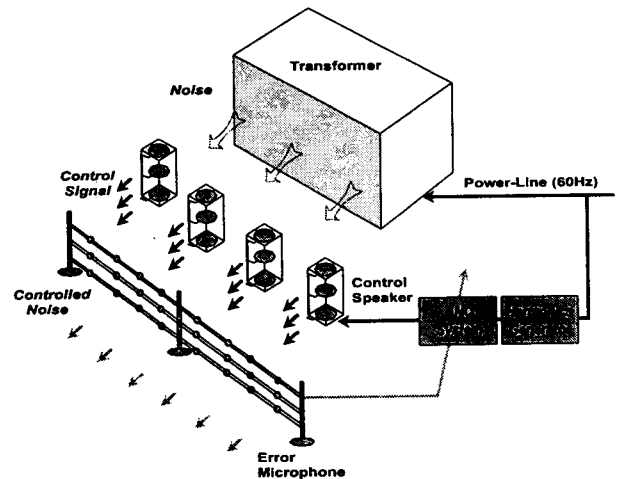 Transformer
Noise
Control
Signal
Power-Line (60Hz)
Control
Speaker
Controlled
Noise
Error
Microphone